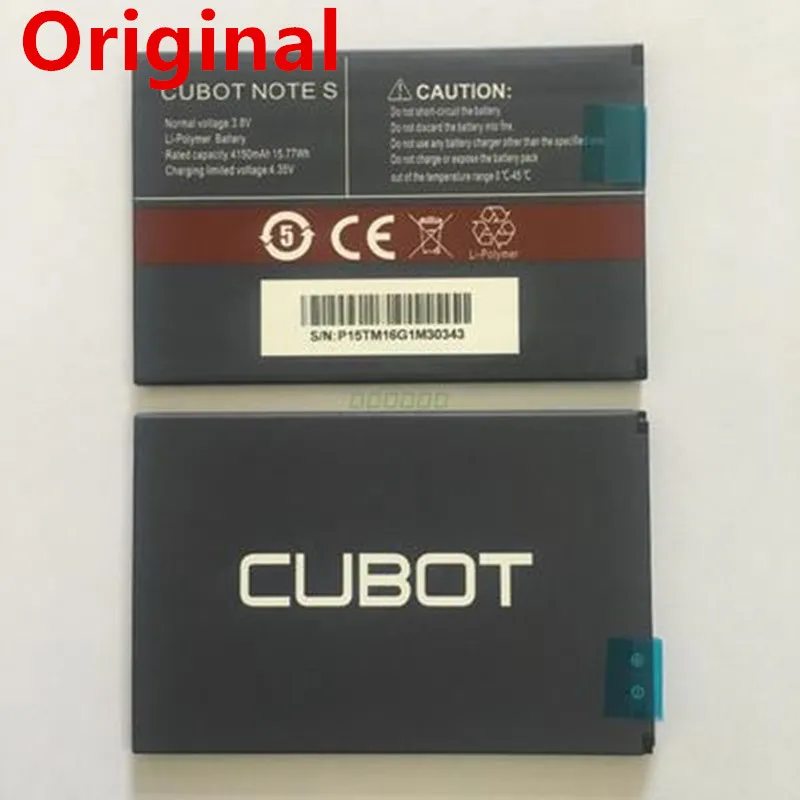 Original
CUBOT NOTE S
Normal voltage 3.8V
Li-Polymer Battery
Rated capacity 4150mAh 15.77Wh
Charging limited voltage 4.35V
CAUTION:
Do not short-circuit the battery.
Do not discard the battery into fire.
Do not use any battery charger other than the specified
Do not charge or expose the battery pack
out of the temperature range 0℃-45℃
5
CE
Li-Polymer
S/N: P15TM16G1M30343
CUBOT